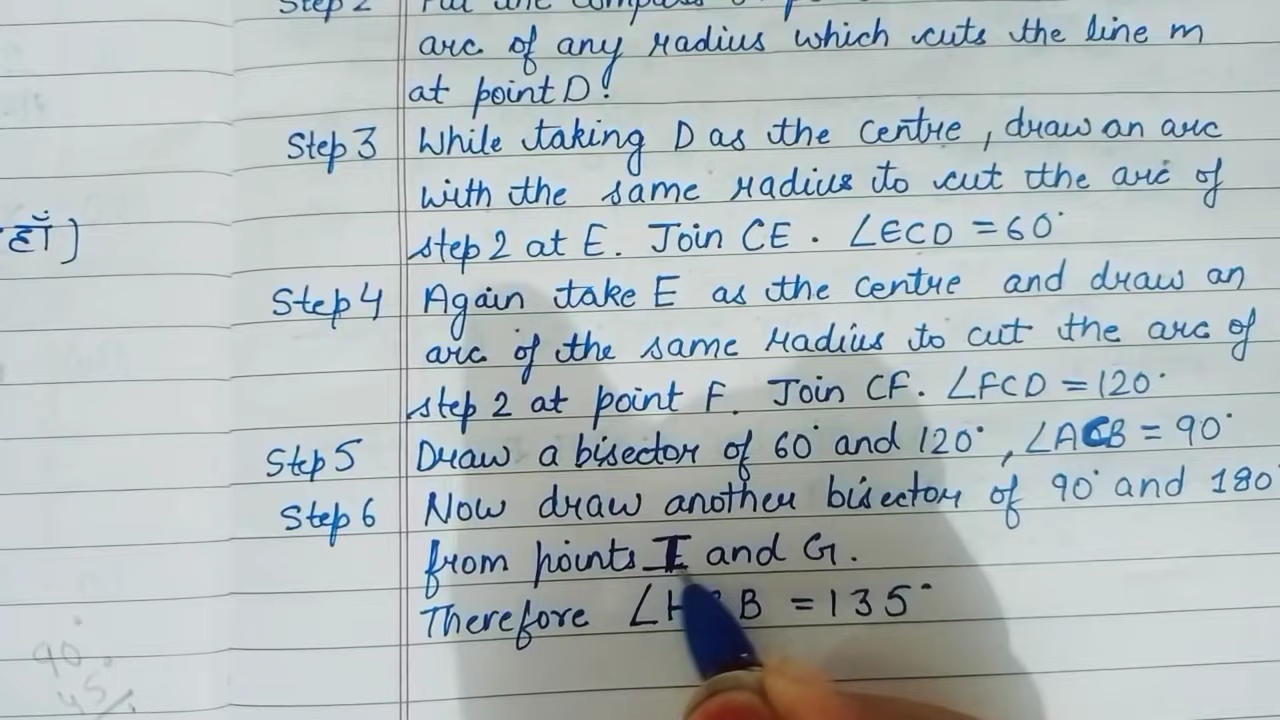 Step 2
arc of any radius which cuts the line m
at point D!
Step 3 While taking D as the centre, draw an arc
with the same radius to cut the arc of
हाँ)
step 2 at E. Join CE. ∠ECD = 60°
Step 4 Again take E as the centre and draw an
arc of the same radius to cut the arc of
step 2 at point F. Join CF. ∠FCD = 120°
Step 5 Draw a bisector of 60° and 120°, ∠ACB = 90°
Step 6 Now draw another bisector of 90° and 180°
from points I and G.
Therefore ∠H B = 135°
90°
45